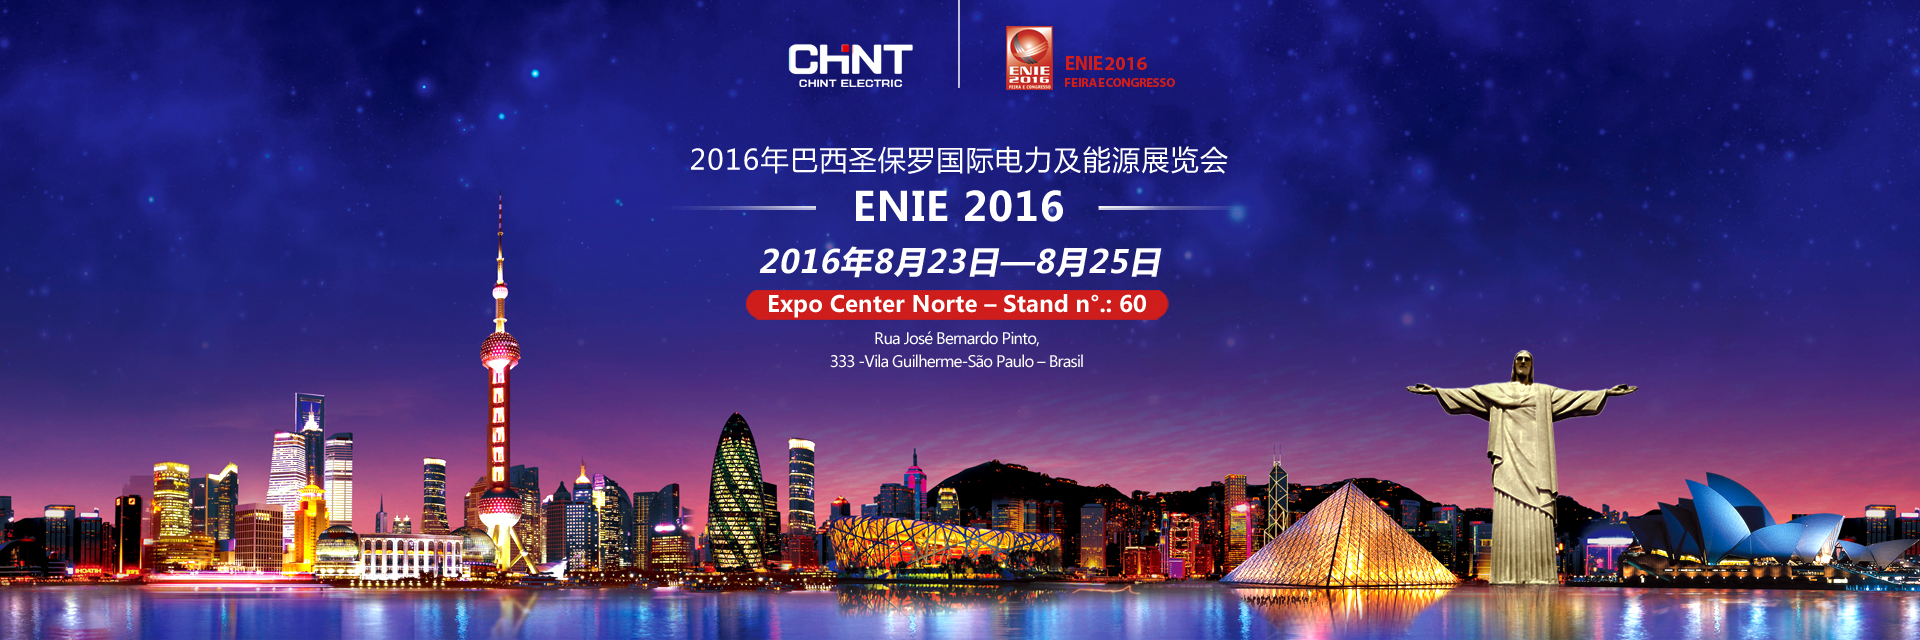 CHINT
CHINT ELECTRIC
ENIE
2016
FEIRA E CONGRESSO
ENIE2016
FEIRA E CONGRESSO
2016年巴西圣保罗国际电力及能源展览会
ENIE 2016
2016年8月23日—8月25日
Expo Center Norte – Stand n°.: 60
Rua José Bernardo Pinto,
333 -Vila Guilherme-São Paulo – Brasil